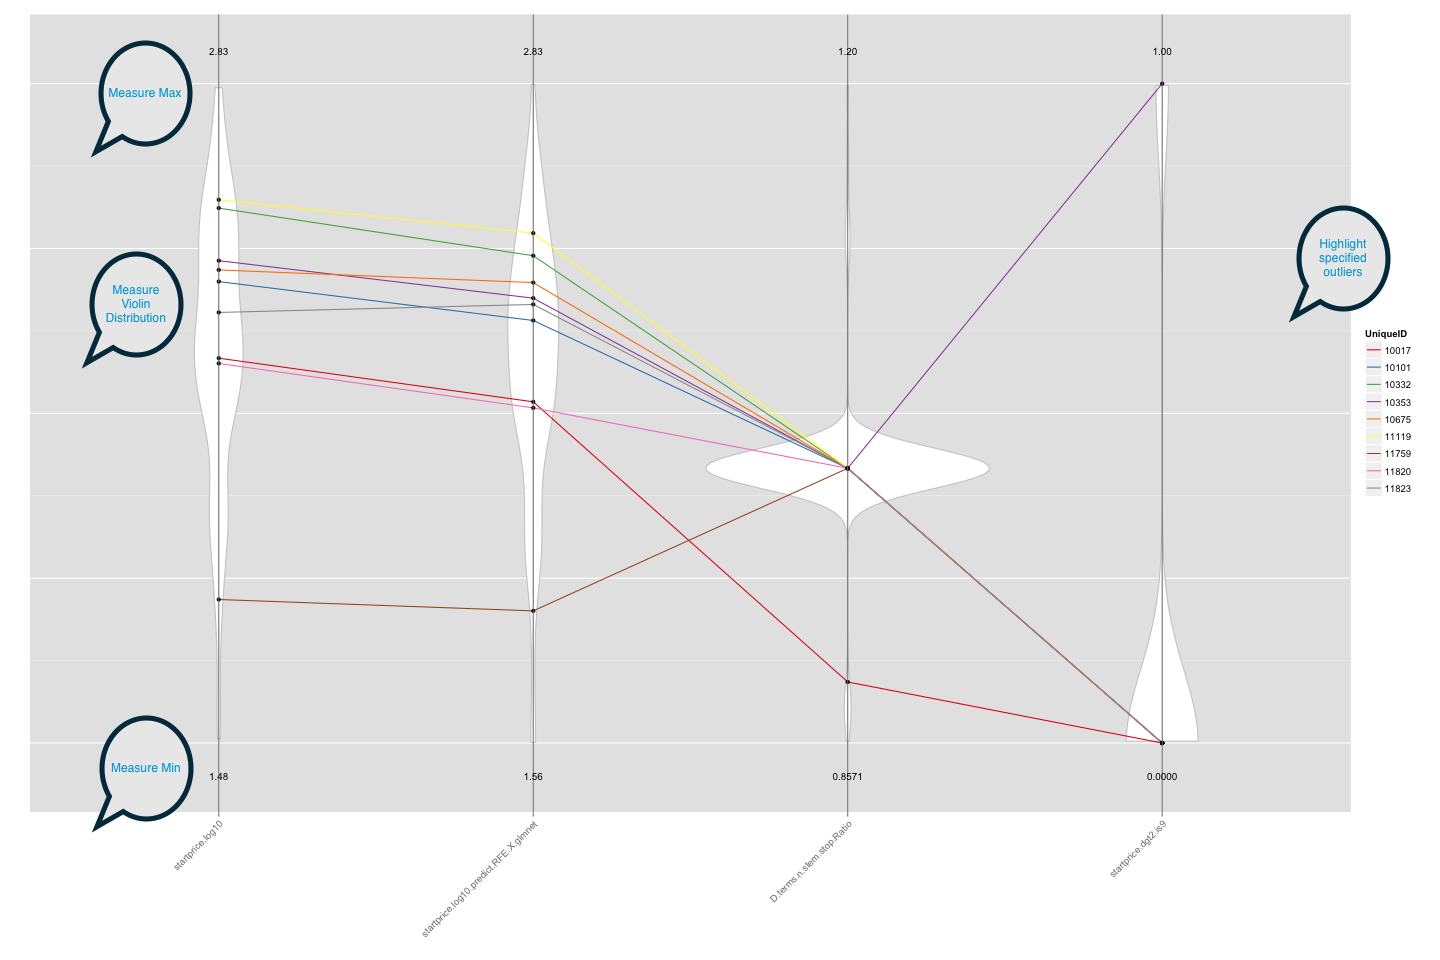 2.83
2.83
1.20
1.00
Measure Max
Highlight
specified
outliers
Measure
Violin
Distribution
UniqueID
10017
10101
10332
10353
10675
11119
11759
11820
11823
Measure Min
1.48
1.56
0.8571
0.0000
startprice.log10
startprice.log10.predict.RFE.X.glmnet
D.terms.n.stem.stop.Ratio
startprice.dgt2.is9